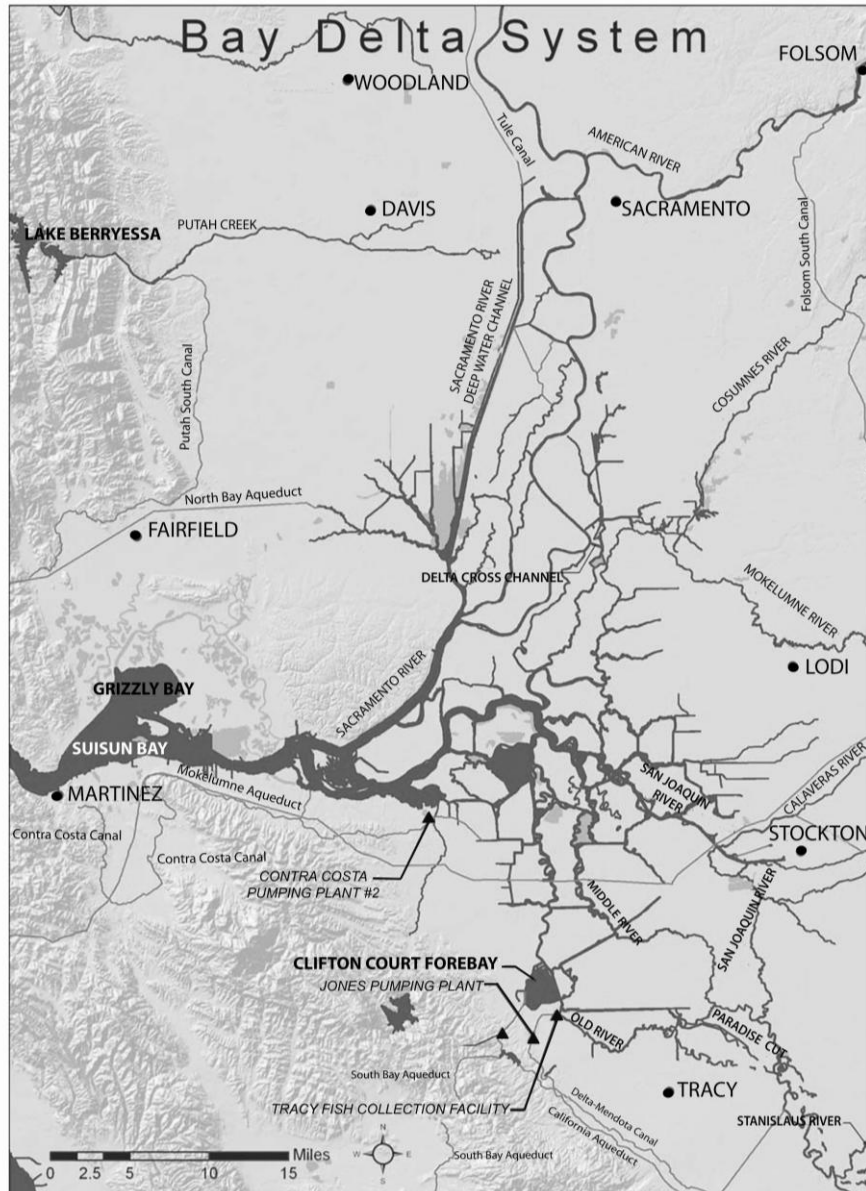 Bay Delta System
FOLSOM
WOODLAND
Tule Canal
AMERICAN RIVER
DAVIS
SACRAMENTO
PUTAH CREEK
LAKE BERRYESSA
Folsom South Canal
SACRAMENTO RIVER
DEEP WATER CHANNEL
COSUMNES RIVER
Putah South Canal
North Bay Aqueduct
FAIRFIELD
DELTA CROSS CHANNEL
MOKELUMNE RIVER
LODI
SACRAMENTO RIVER
GRIZZLY BAY
SUISUN BAY
Mokelumne Aqueduct
SAN JOAQUIN
RIVER
CALAVERAS RIVER
MARTINEZ
Contra Costa Canal
STOCKTON
Contra Costa Canal
CONTRA COSTA
PUMPING PLANT #2
MIDDLE RIVER
SAN JOAQUIN RIVER
CLIFTON COURT FOREBAY
JONES PUMPING PLANT
OLD RIVER
PARADISE CUT
South Bay Aqueduct
TRACY
TRACY FISH COLLECTION FACILITY
Delta-Mendota Canal
California Aqueduct
STANISLAUS RIVER
Miles
0 2.5 5 10 15
N
W E
S
South Bay Aqueduct